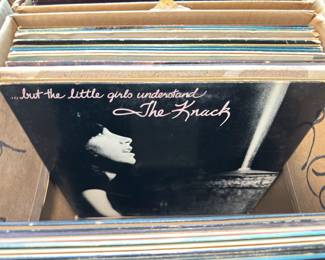 ...but the little girls understand
The Knack